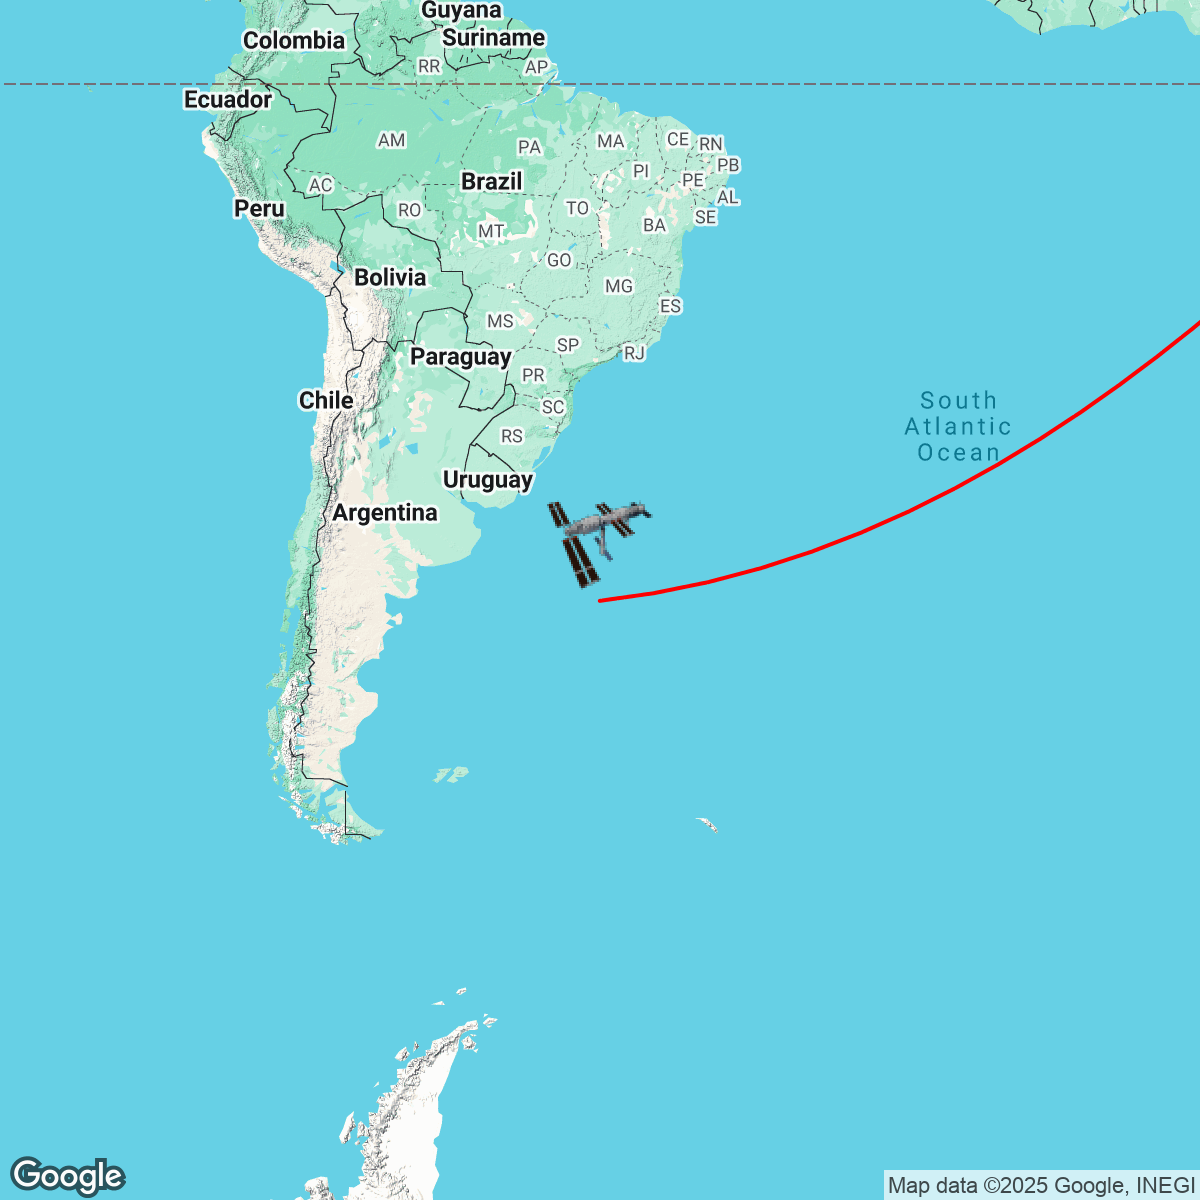 Guyana
Suriname
Colombia
RR
AP
Ecuador
AM
PA
MA
CE
RN
PB
PI
PE
AL
AC
Brazil
TO
SE
Peru
RO
MT
BA
GO
Bolivia
MG
ES
MS
SP
RJ
Paraguay
PR
Chile
SC
South
Atlantic
Ocean
RS
Uruguay
Argentina
Google
Map data ©2025 Google, INEGI